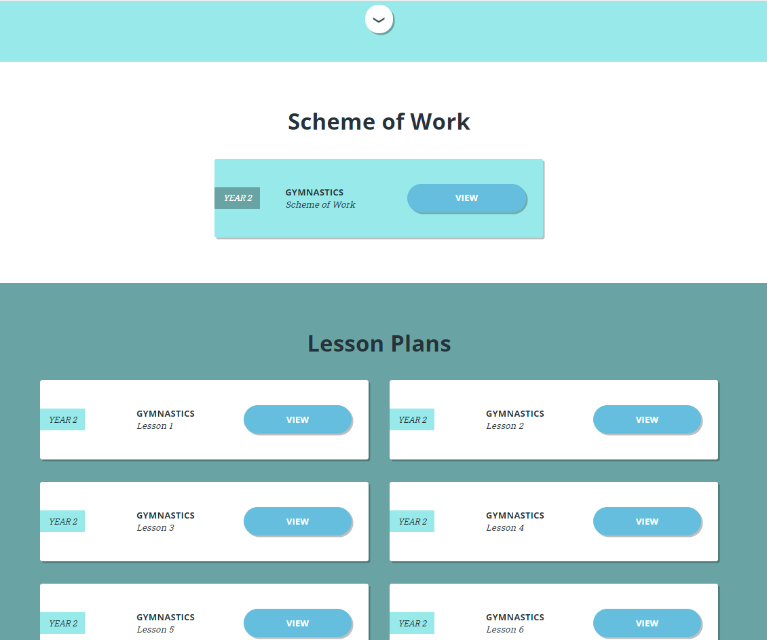 Scheme of Work
YEAR 2
GYMNASTICS
Scheme of Work
VIEW
Lesson Plans
YEAR 2
GYMNASTICS
Lesson 1
VIEW
YEAR 2
GYMNASTICS
Lesson 2
VIEW
YEAR 2
GYMNASTICS
Lesson 3
VIEW
YEAR 2
GYMNASTICS
Lesson 4
VIEW
YEAR 2
GYMNASTICS
Lesson 5
VIEW
YEAR 2
GYMNASTICS
Lesson 6
VIEW